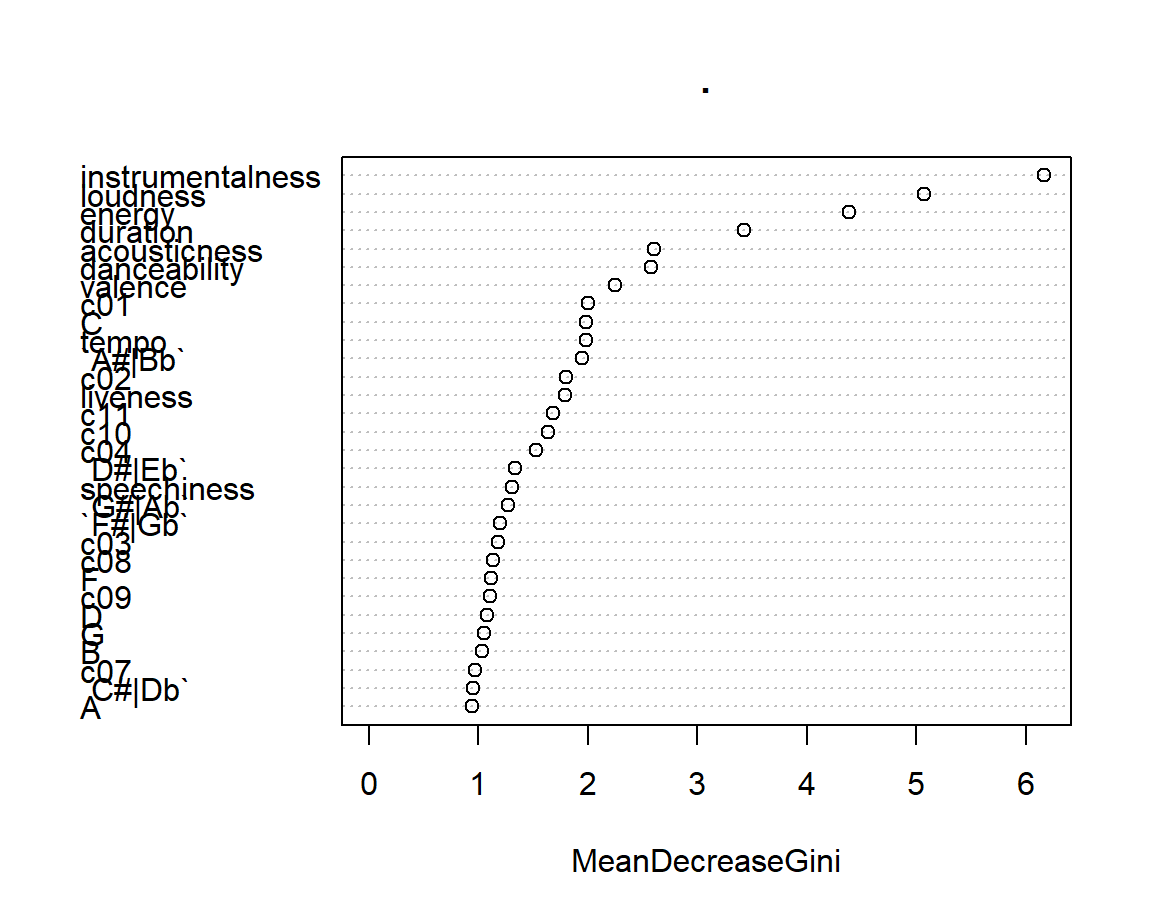 .
instrumentalness
loudness
energy
duration
acousticness
danceability
valence
c01
C
tempo
`A#|Bb`
c02
liveness
c11
c10
c04
`D#|Eb`
speechiness
`G#|Ab`
`F#|Gb`
c03
c08
F
c09
D
G
B
c07
`C#|Db`
A
0 1 2 3 4 5 6
MeanDecreaseGini